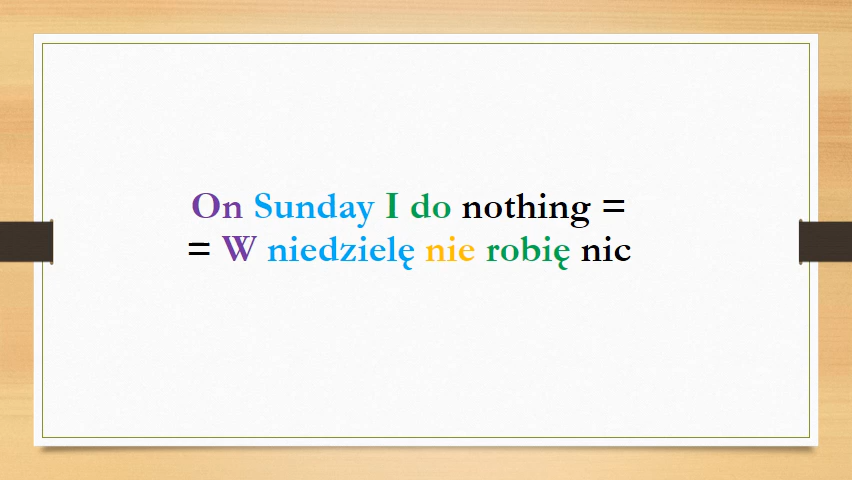 On Sunday I do nothing =
= W niedzielę nie robię nic